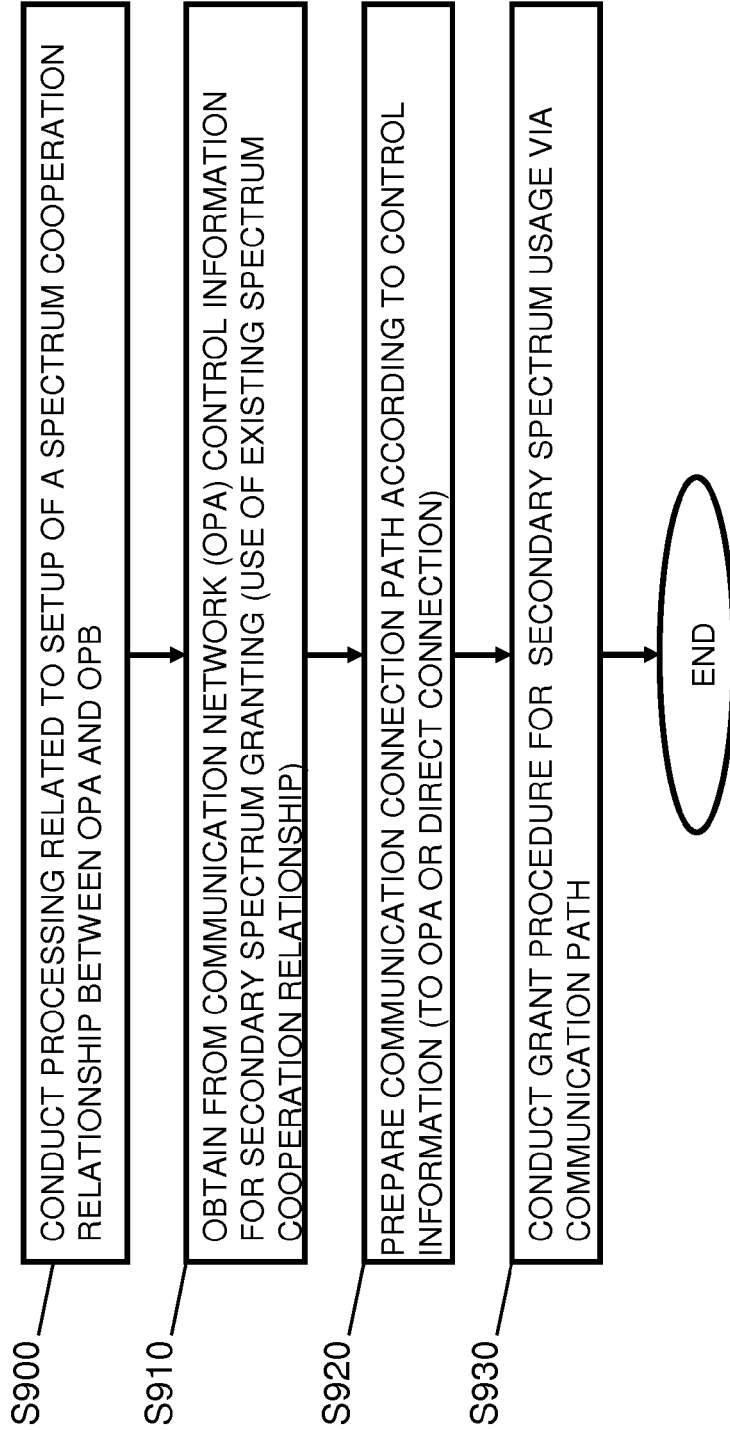 S900
CONDUCT PROCESSING RELATED TO SETUP OF A SPECTRUM COOPERATION
RELATIONSHIP BETWEEN OPA AND OPB
S910
OBTAIN FROM COMMUNICATION NETWORK (OPA) CONTROL INFORMATION
FOR SECONDARY SPECTRUM GRANTING (USE OF EXISTING SPECTRUM
COOPERATION RELATIONSHIP)
S920
PREPARE COMMUNICATION CONNECTION PATH ACCORDING TO CONTROL
INFORMATION (TO OPA OR DIRECT CONNECTION)
S930
CONDUCT GRANT PROCEDURE FOR SECONDARY SPECTRUM USAGE VIA
COMMUNICATION PATH
END